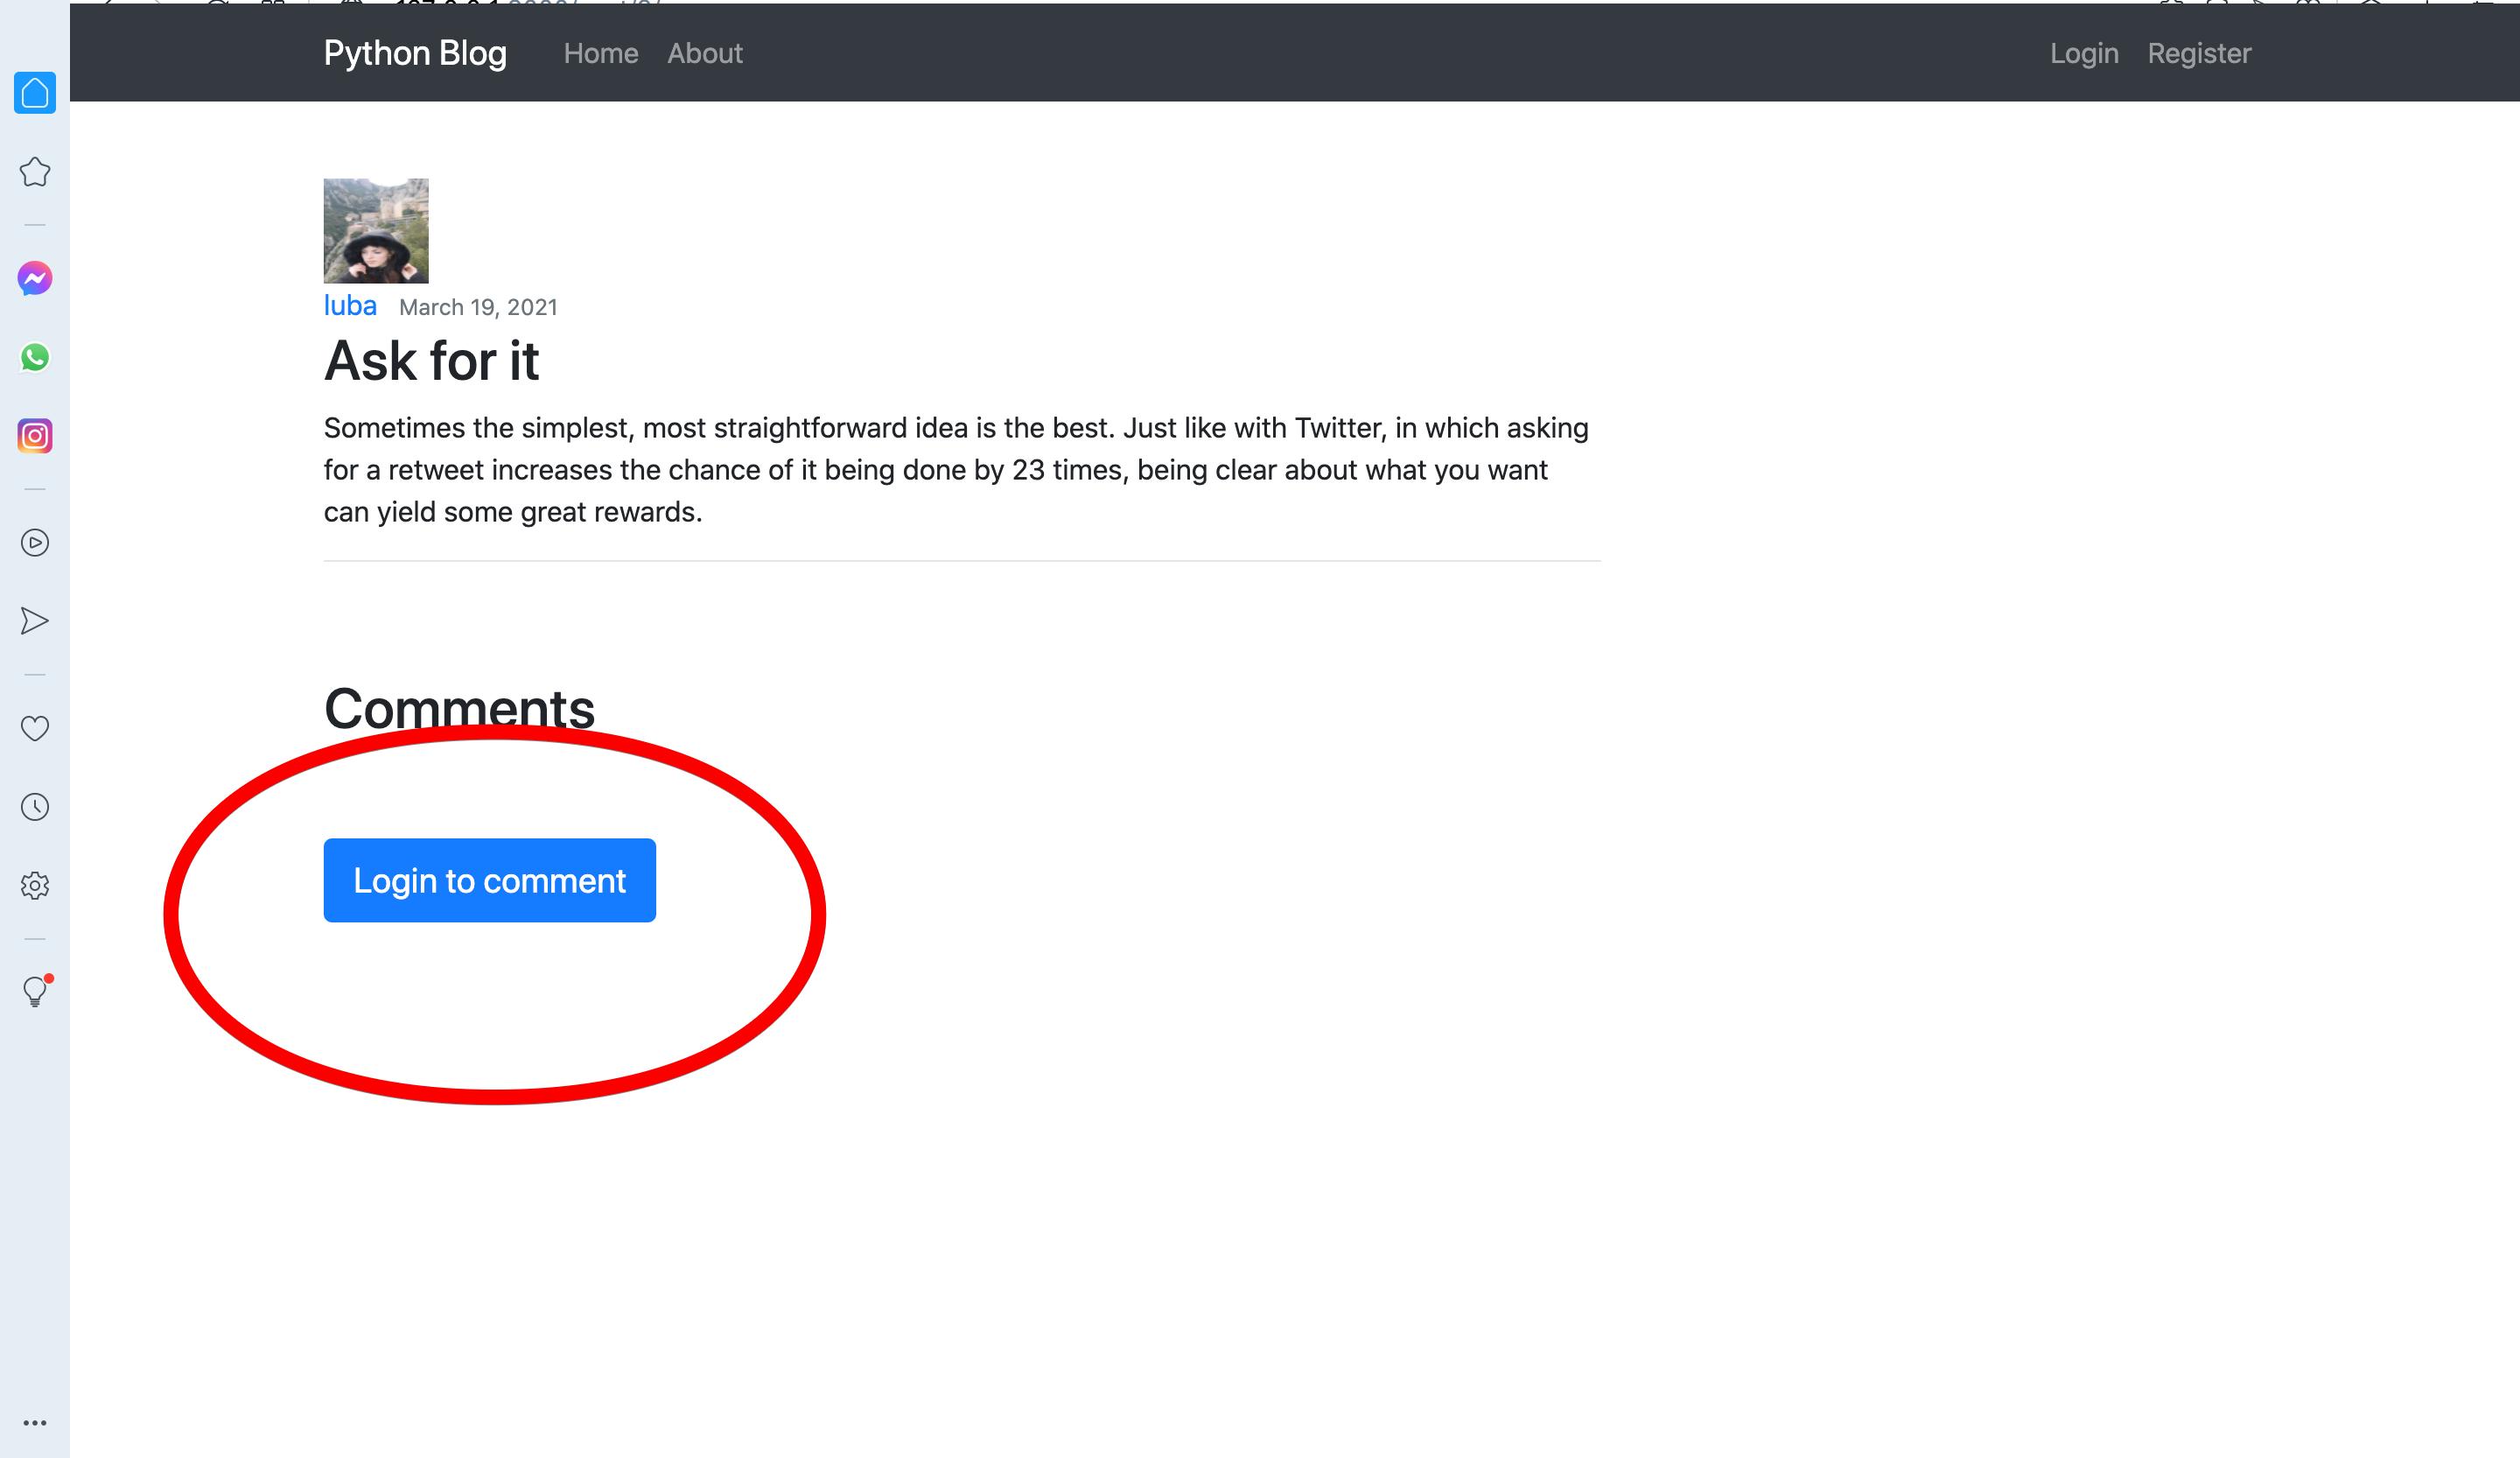 Python Blog Home About Login Register
luba March 19, 2021
Ask for it
Sometimes the simplest, most straightforward idea is the best. Just like with Twitter, in which asking
for a retweet increases the chance of it being done by 23 times, being clear about what you want
can yield some great rewards.
Comments
Login to comment